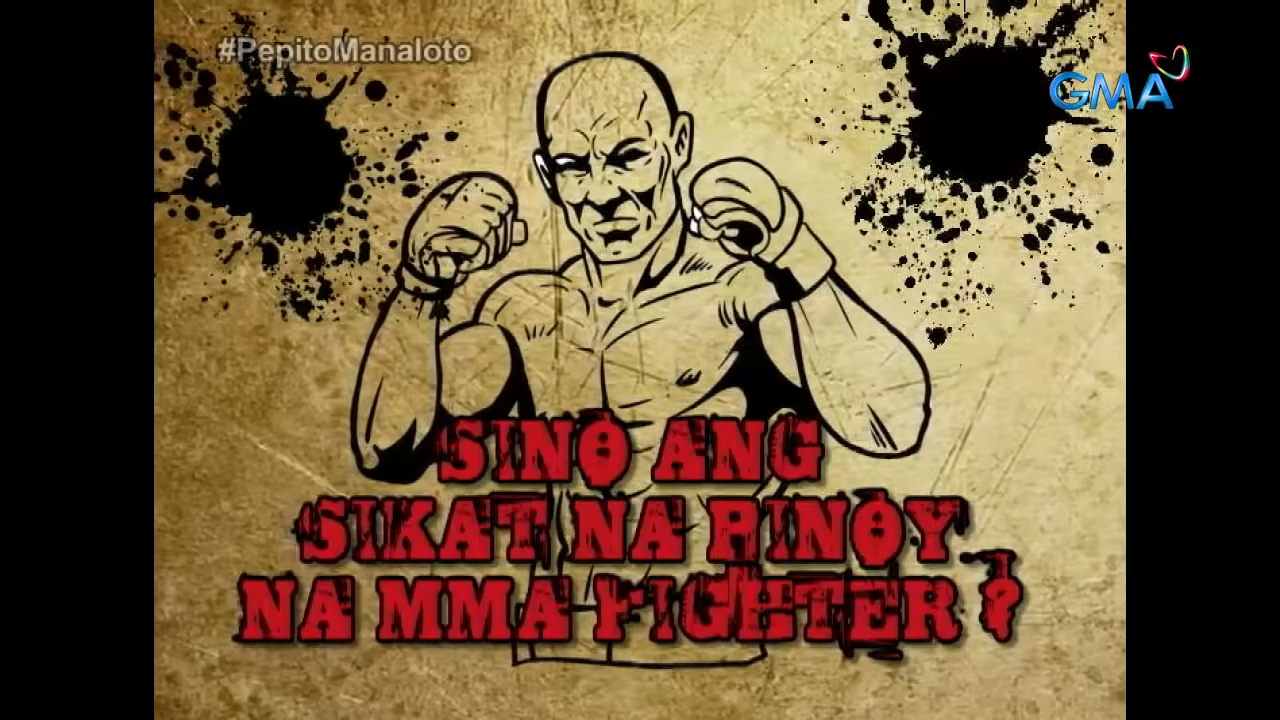 #PepitoManaloto
GMA
SINO ANG
SIKAT NA PINOY
NA MMA FIGHTER?